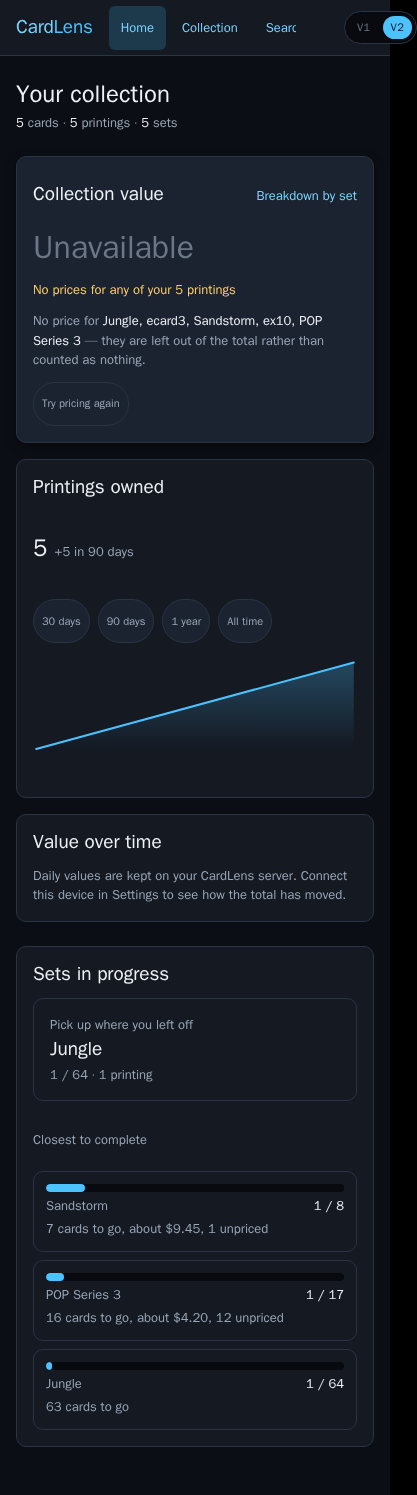 CardLens Home Collection Searc V1 V2
Your collection
5 cards · 5 printings · 5 sets
Collection value Breakdown by set
Unavailable
No prices for any of your 5 printings
No price for Jungle, ecard3, Sandstorm, ex10, POP
Series 3 — they are left out of the total rather than
counted as nothing.
Try pricing again
Printings owned
5 +5 in 90 days
30 days 90 days 1 year All time
Value over time
Daily values are kept on your CardLens server. Connect
this device in Settings to see how the total has moved.
Sets in progress
Pick up where you left off
Jungle
1 / 64 · 1 printing
Closest to complete
Sandstorm 1 / 8
7 cards to go, about $9.45, 1 unpriced
POP Series 3 1 / 17
16 cards to go, about $4.20, 12 unpriced
Jungle 1 / 64
63 cards to go